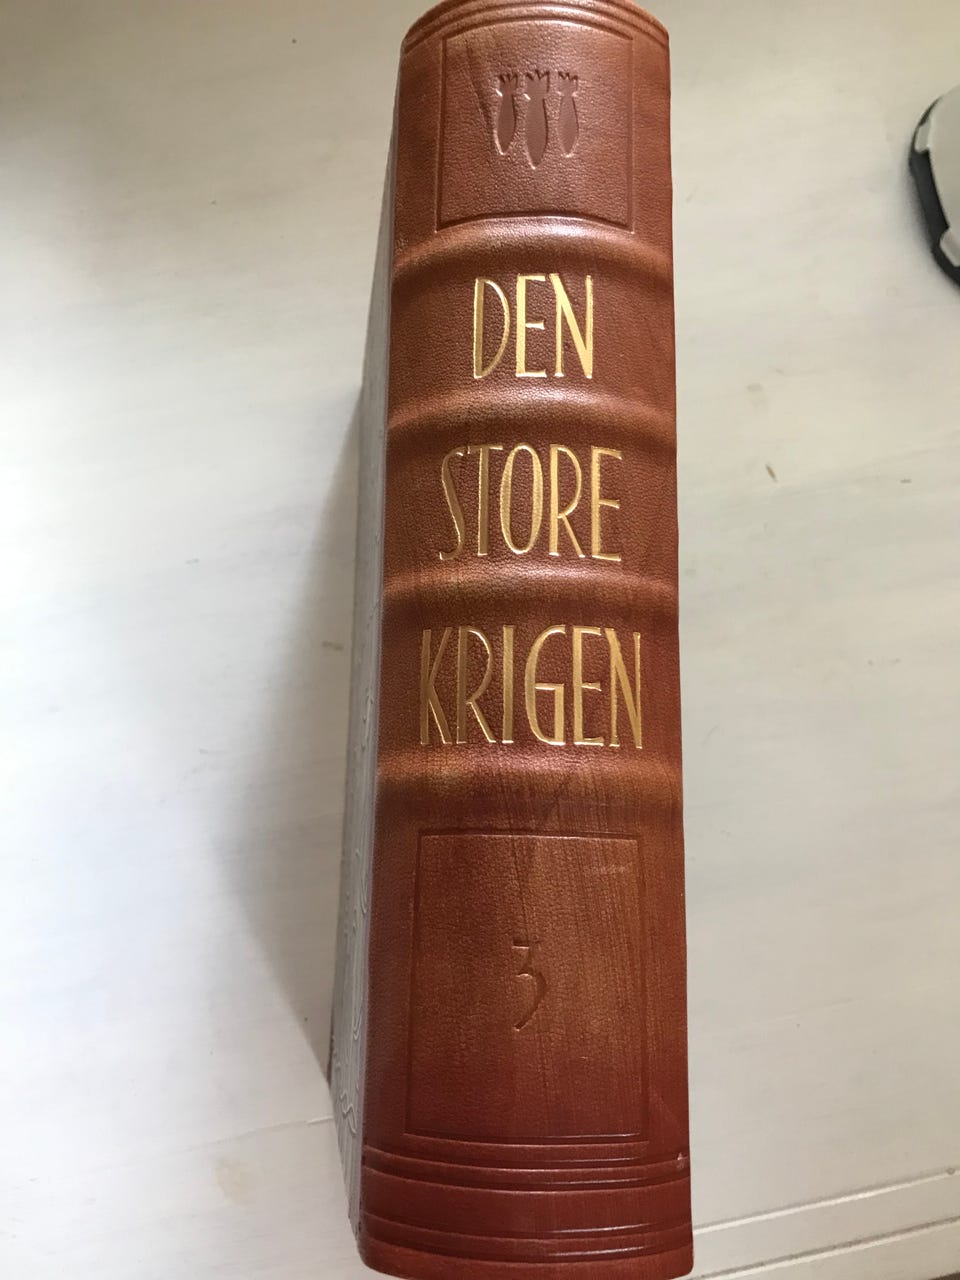 DEN
STORE
KRIGEN
3